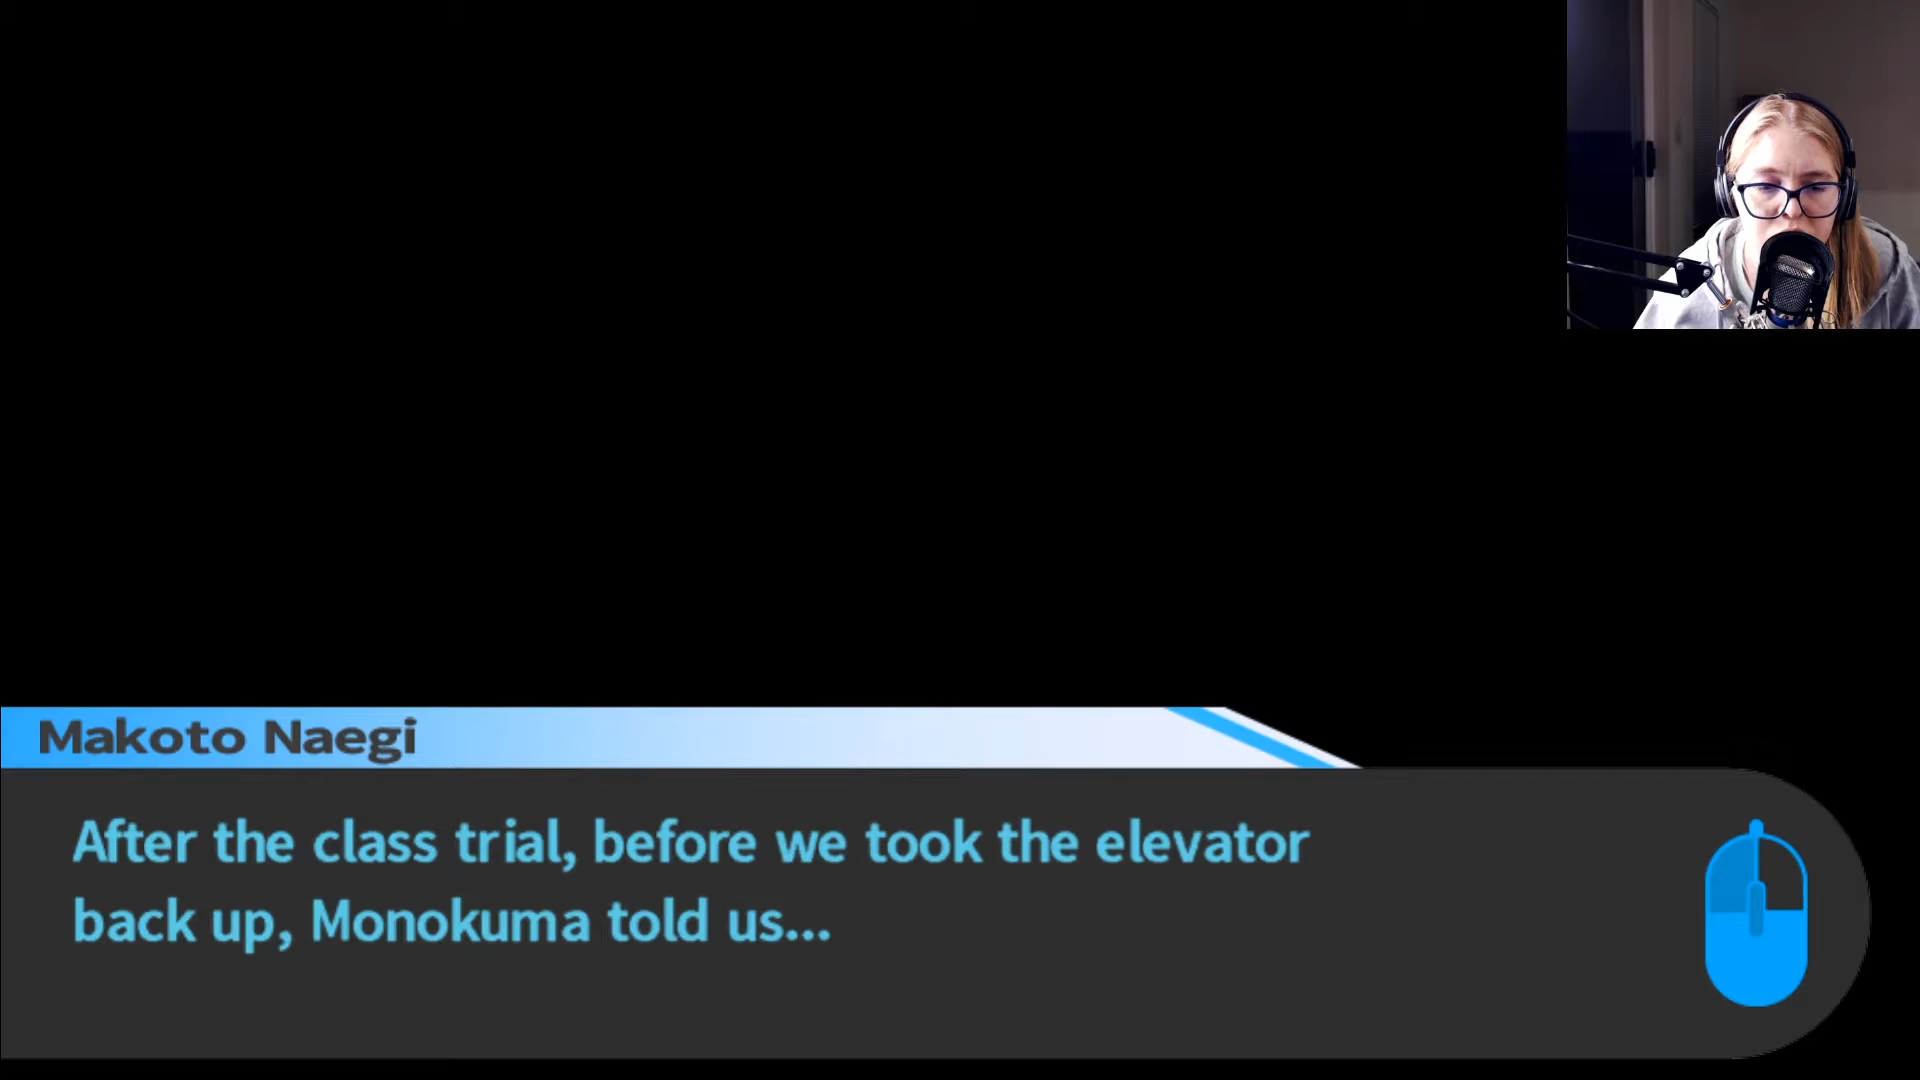 Makoto Naegi
After the class trial, before we took the elevator
back up, Monokuma told us...